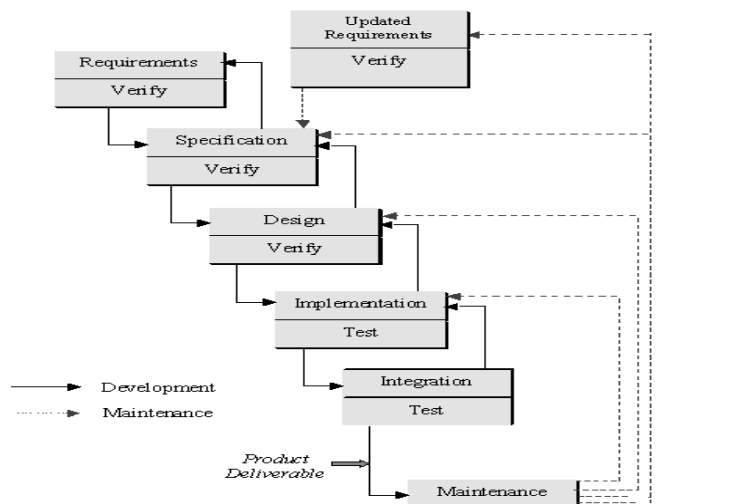 Updated
Requirements
Verify
Requirements
Verify
Specification
Verify
Design
Verify
Implementation
Test
Integration
Test
Development
Maintenance
Product
Deliverable
Maintenance